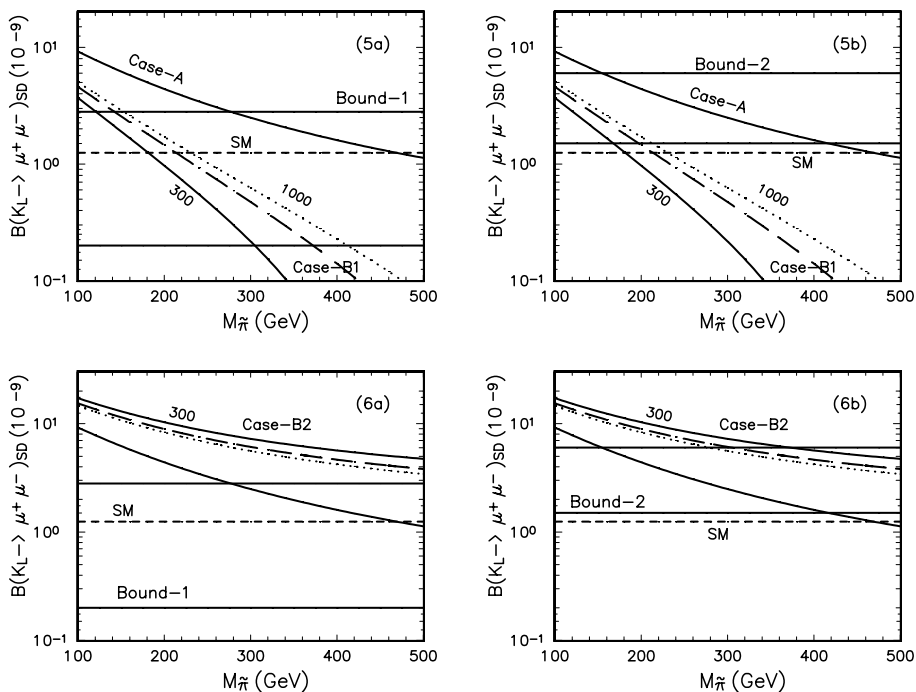 B(K_L-> μ⁺ μ⁻)_SD (10⁻⁹)
10¹
10⁰
10⁻¹
(5a)
Case-A
Bound-1
SM
300
1000
Case-B1
100 200 300 400 500
M_π̃ (GeV)
B(K_L-> μ⁺ μ⁻)_SD (10⁻⁹)
10¹
10⁰
10⁻¹
(5b)
Bound-2
Case-A
SM
300
1000
Case-B1
100 200 300 400 500
M_π̃ (GeV)
B(K_L-> μ⁺ μ⁻)_SD (10⁻⁹)
10¹
10⁰
10⁻¹
(6a)
300
Case-B2
SM
Bound-1
100 200 300 400 500
M_π̃ (GeV)
B(K_L-> μ⁺ μ⁻)_SD (10⁻⁹)
10¹
10⁰
10⁻¹
(6b)
300
Case-B2
Bound-2
SM
100 200 300 400 500
M_π̃ (GeV)